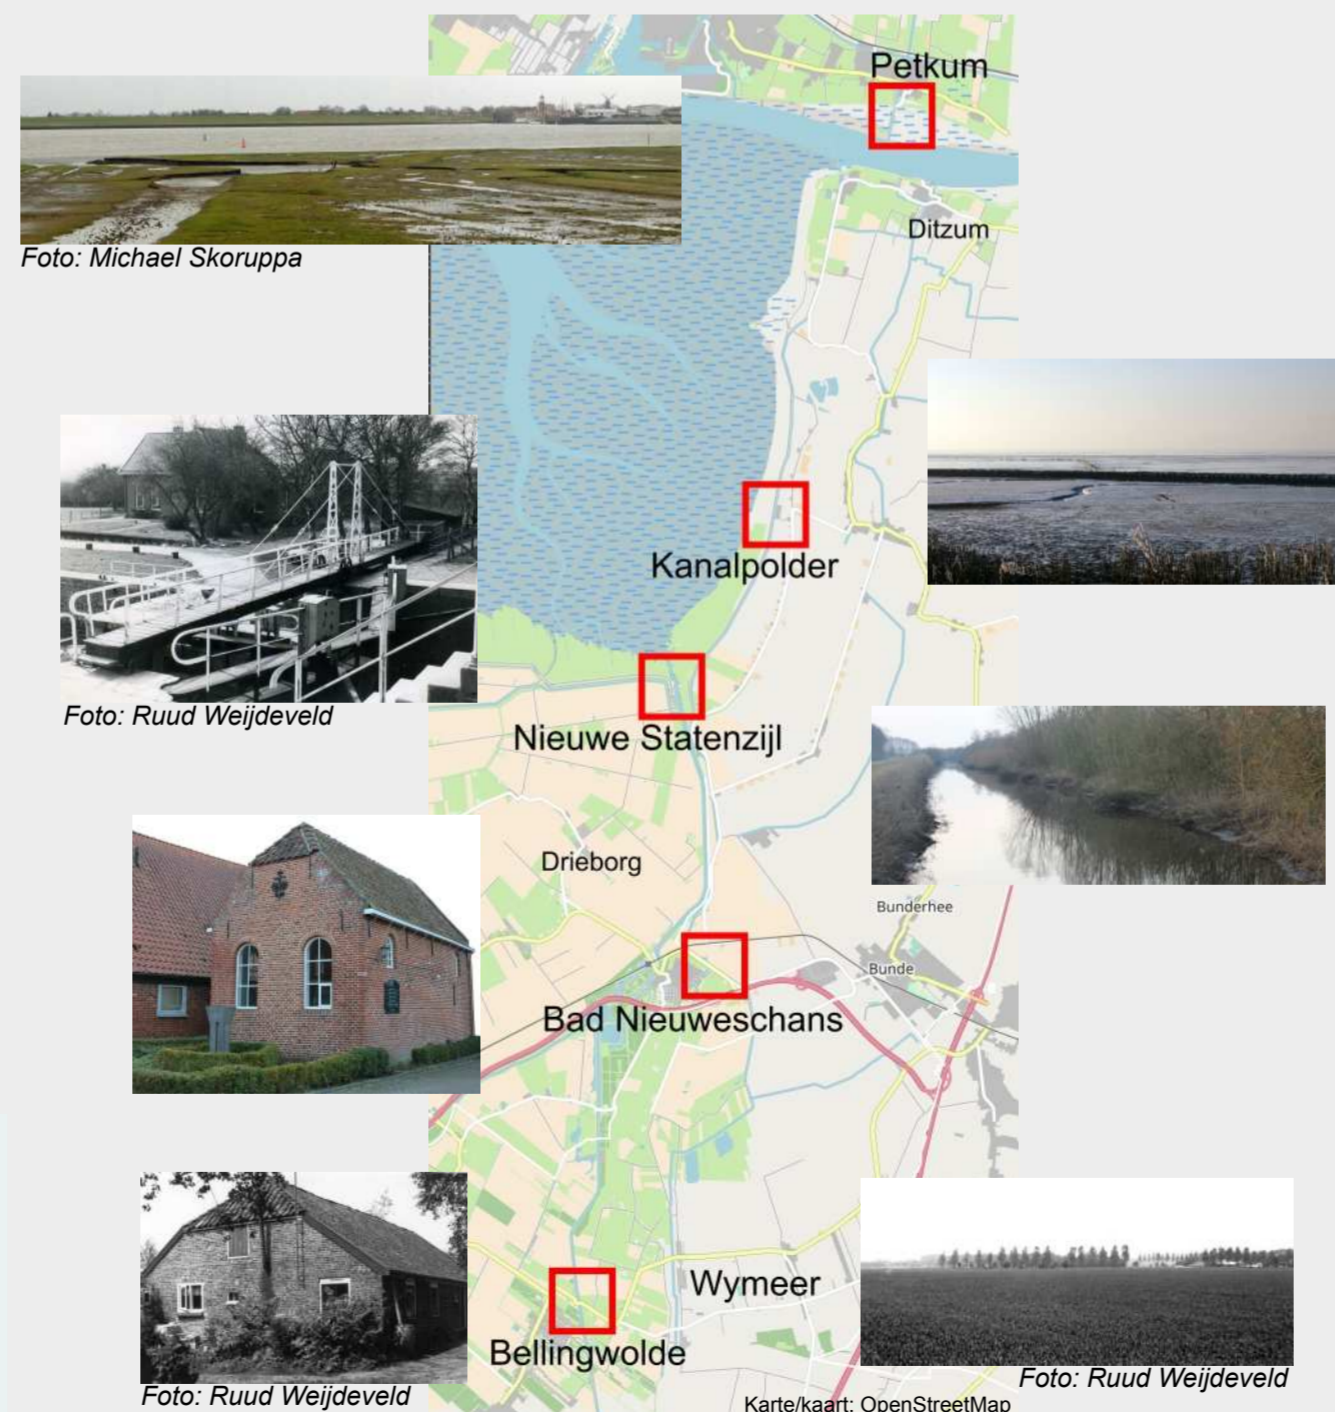 Petkum
Ditzum
Foto: Michael Skoruppa
Kanalpolder
Foto: Ruud Weijdeveld
Nieuwe Statenzijl
Drieborg
Bunderhee
Bunde
Bad Nieuweschans
Wymeer
Bellingwolde
Foto: Ruud Weijdeveld
Foto: Ruud Weijdeveld
Karte/kaart: OpenStreetMap